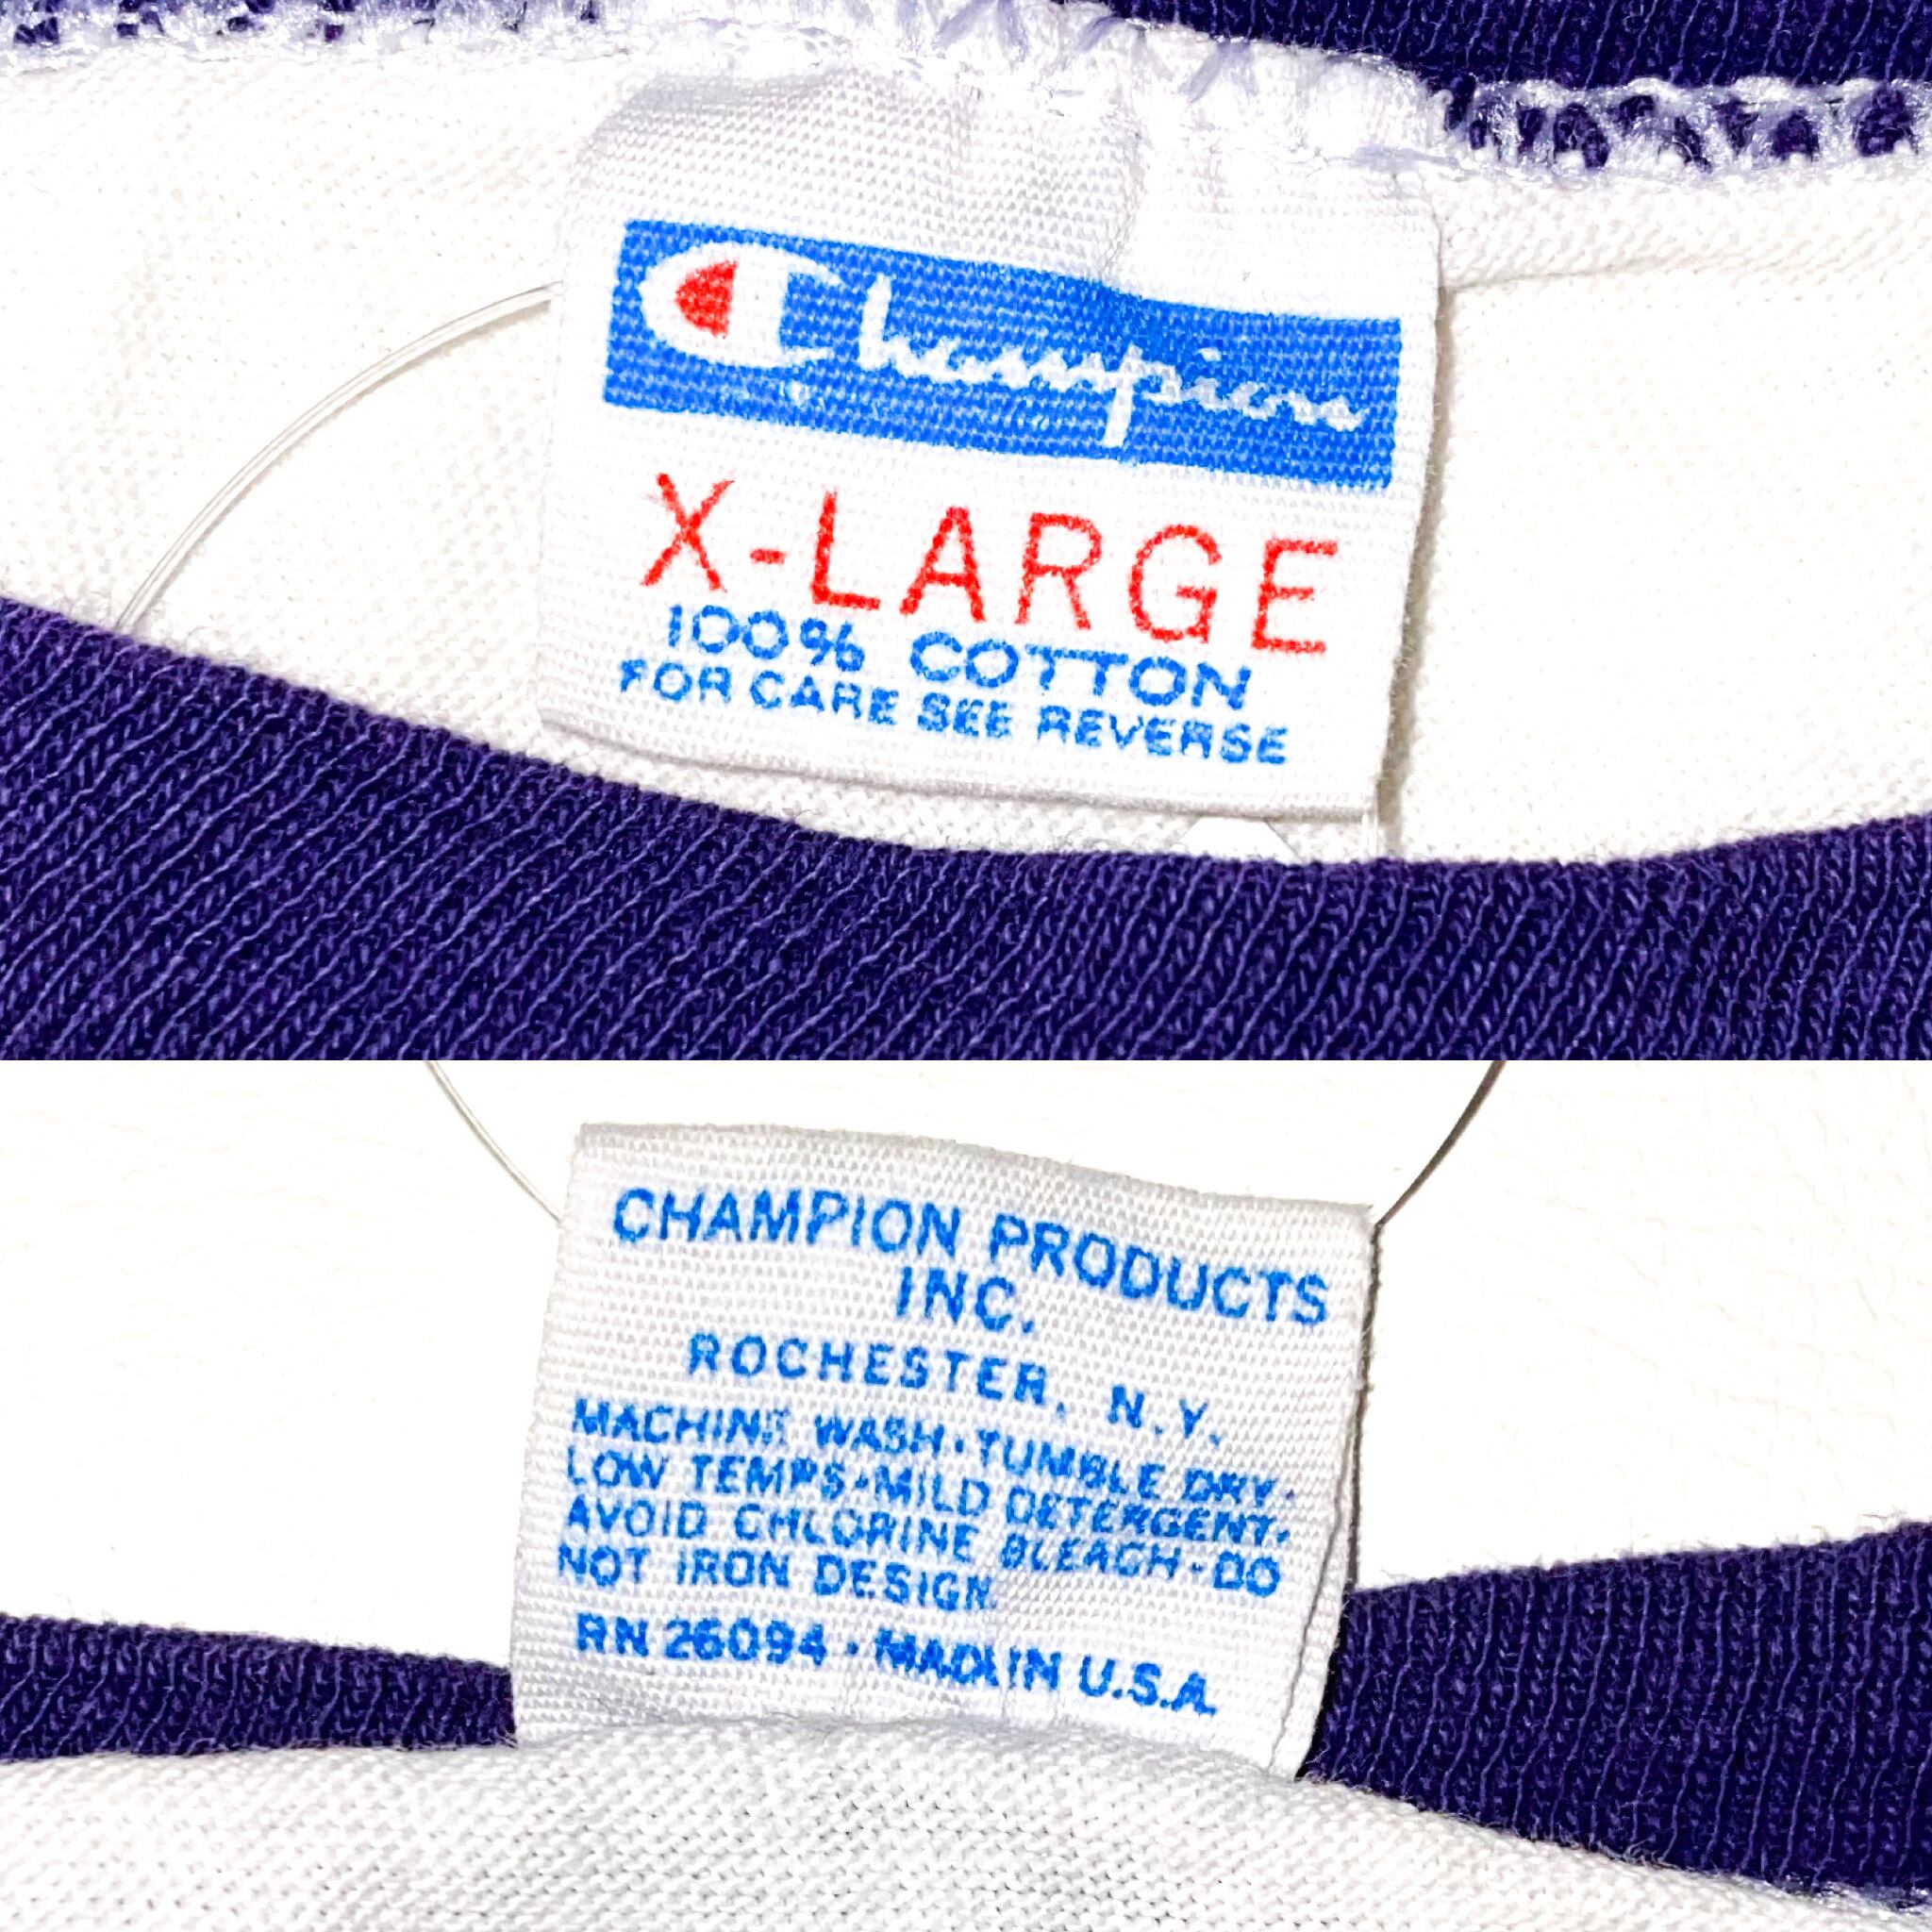 Champion
X-LARGE
100% COTTON
FOR CARE SEE REVERSE
CHAMPION PRODUCTS
INC.
ROCHESTER, N.Y.
MACHINE WASH·TUMBLE DRY·
LOW TEMPS·MILD DETERGENT·
AVOID CHLORINE BLEACH·DO
NOT IRON DESIGN.
RN 26094 · MADE IN U.S.A.